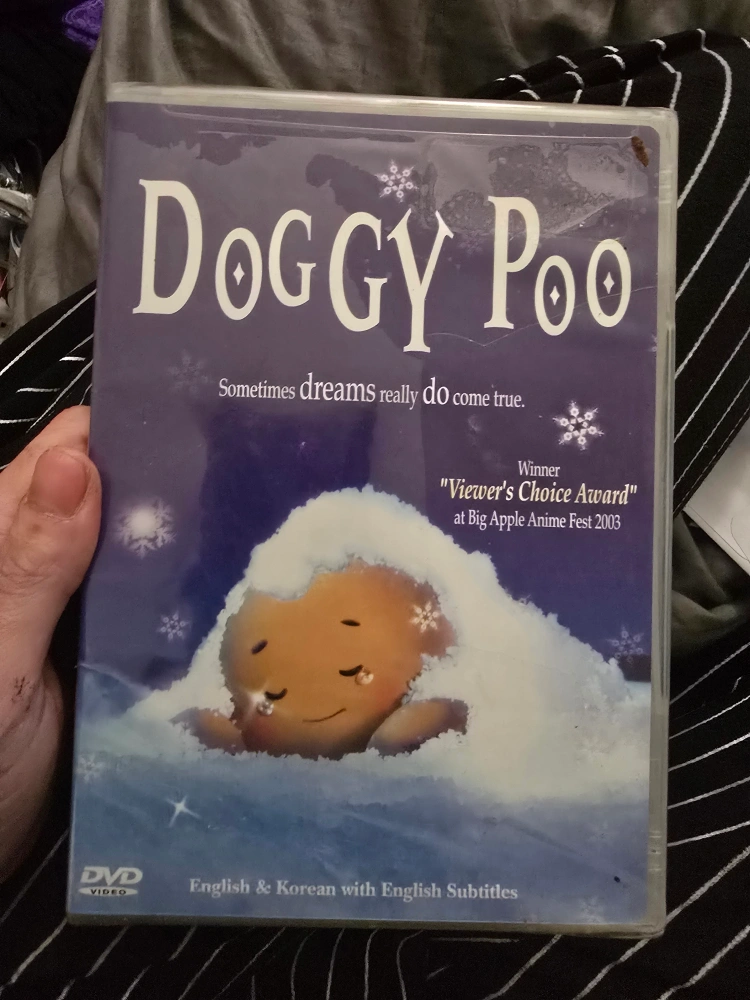 DOGGY POO
Sometimes dreams really do come true.
Winner
"Viewer's Choice Award"
at Big Apple Anime Fest 2003
DVD
VIDEO
English & Korean with English Subtitles